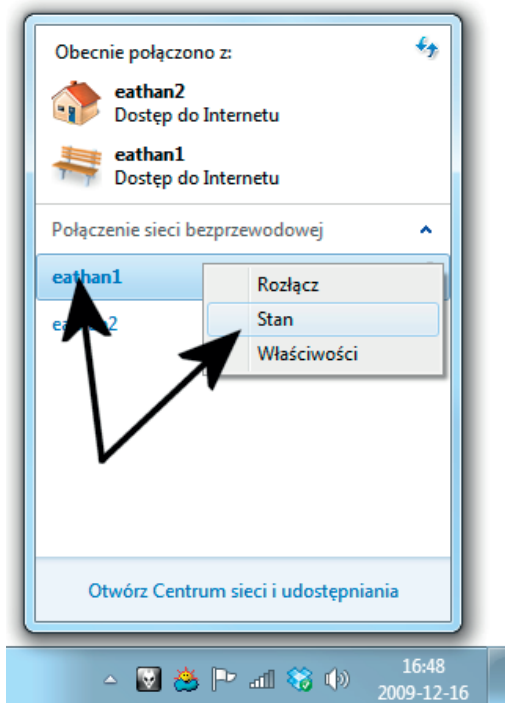 Obecnie połączono z:
eathan2
Dostęp do Internetu
eathan1
Dostęp do Internetu
Połączenie sieci bezprzewodowej
eathan1
Rozłącz
Stan
Właściwości
Otwórz Centrum sieci i udostępniania
16:48
2009-12-16